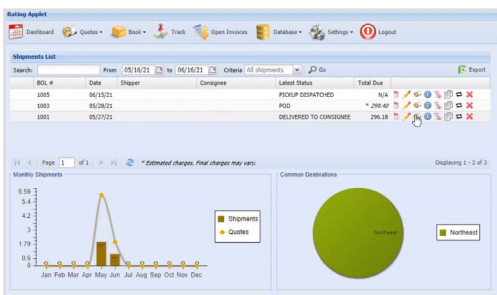 Rating Applet
Dashboard Quotes Book Track Open Invoices Database Settings Logout
Shipments List
Search: From 05/16/21 to 06/16/21 Criteria All shipments Go Export
BOL # Date Shipper Consignee Latest Status Total Due
1005 06/15/21 PICKUP DISPATCHED N/A
1003 05/28/21 POD * 299.40
1001 05/27/21 DELIVERED TO CONSIGNEE 296.18
Page 1 of 1 * Estimated charges. Final charges may vary. Displaying 1 - 3 of 3
Monthly Shipments Common Destinations
6.59
5.4
4.2
3
1.79
0.6
0
Shipments
Quotes
Jan Feb Mar Apr May Jun Jul Aug Sep Oct Nov Dec
Northeast
Northeast